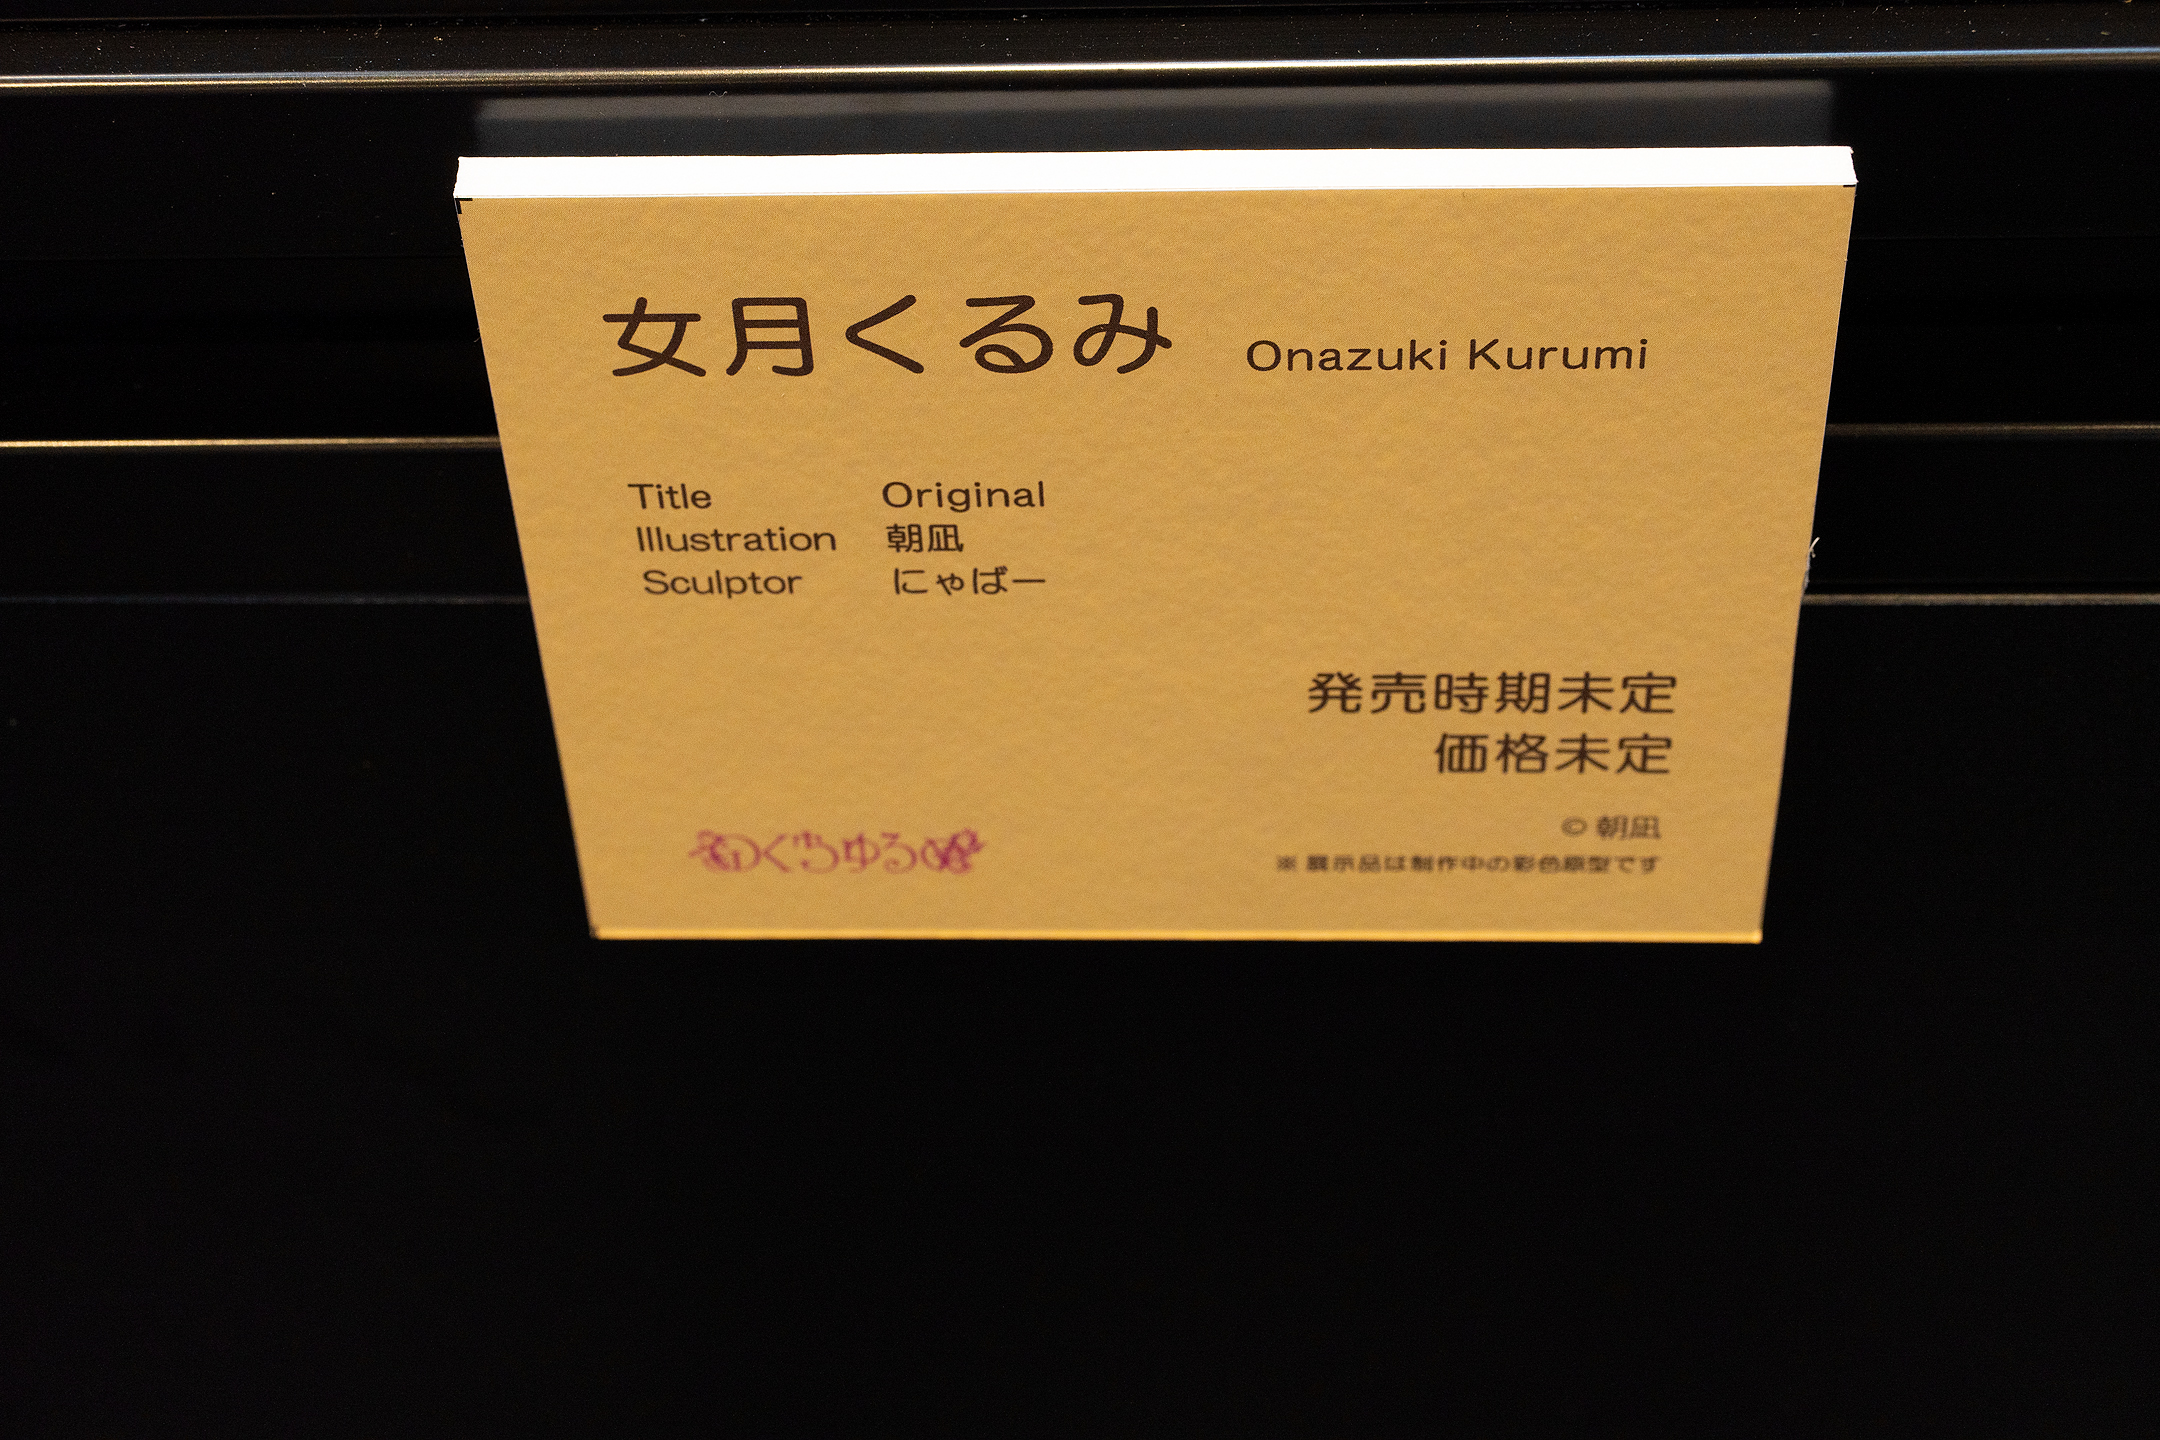 女月くるみ Onazuki Kurumi
Title Original
Illustration 朝凪
Sculptor にゃばー
発売時期未定
価格未定
© 朝凪
※ 展示品は制作中の彩色原型です